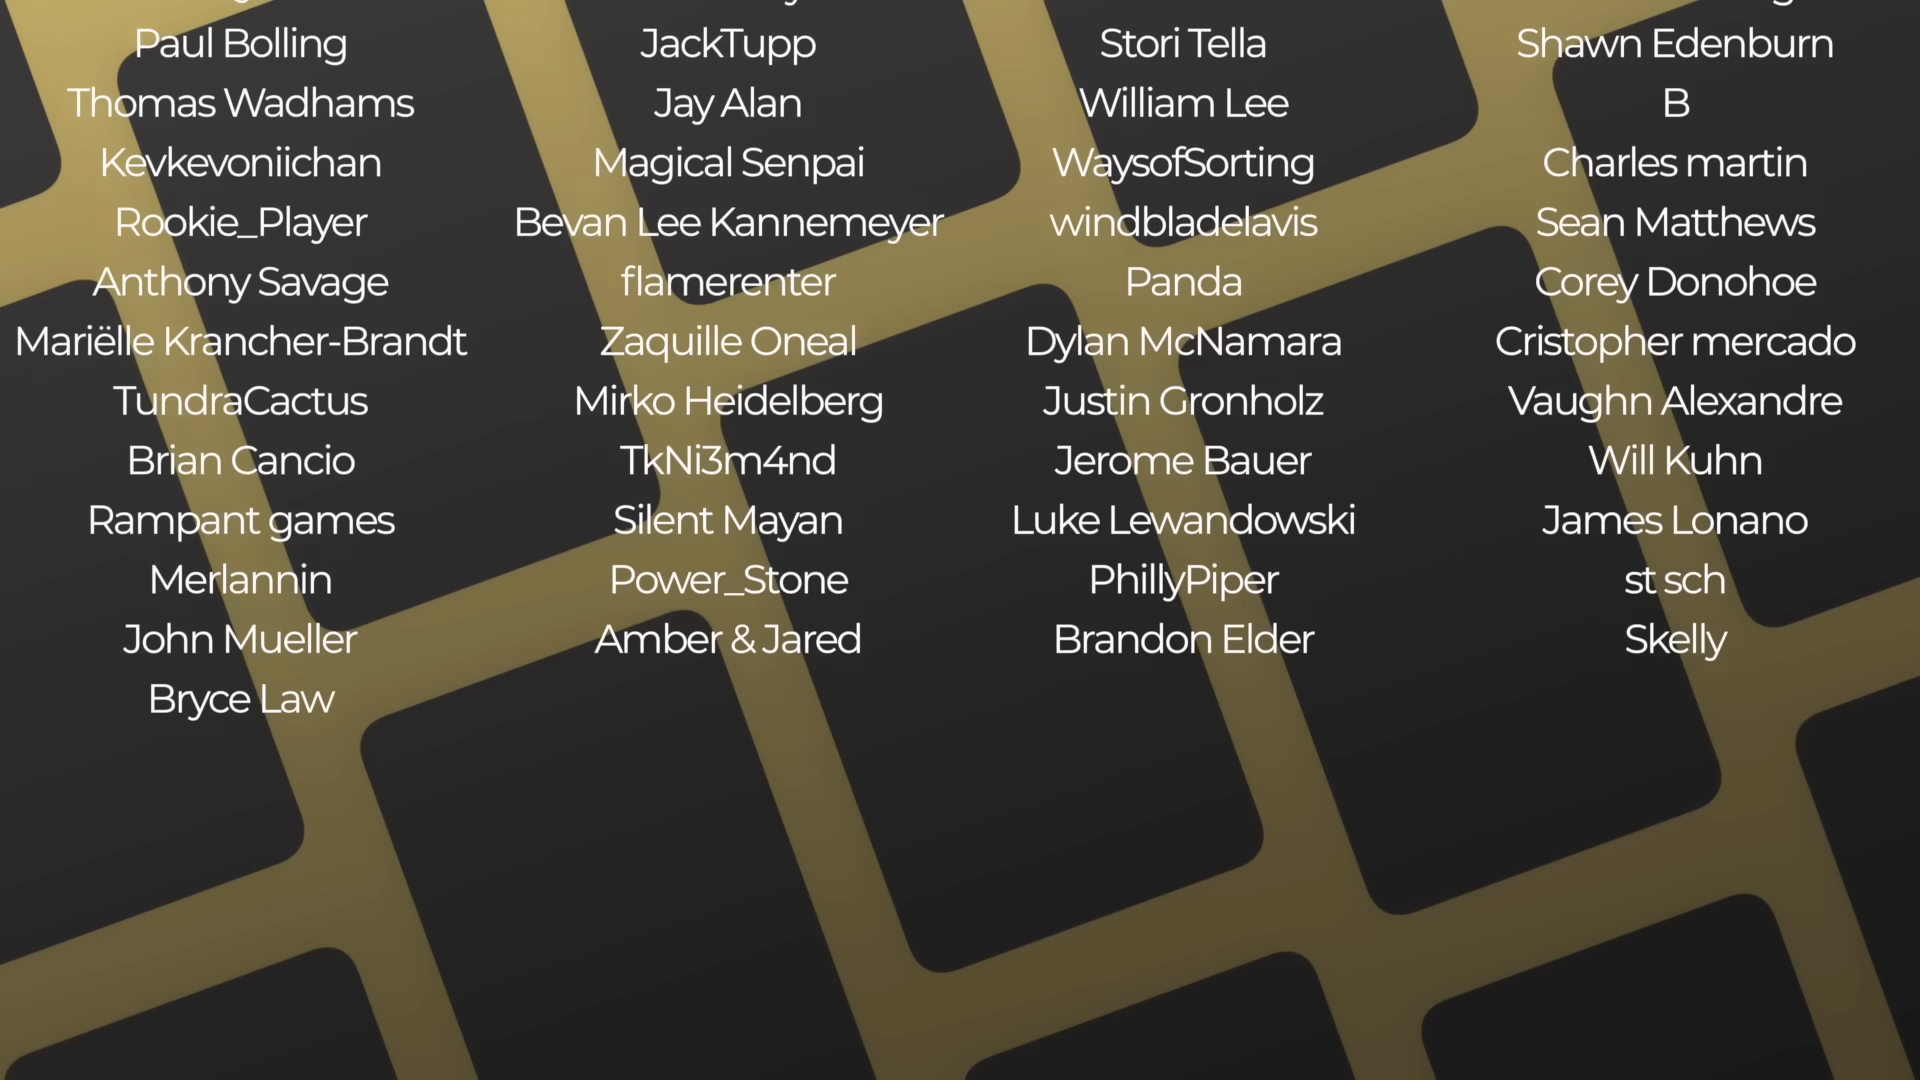 Paul Bolling
Thomas Wadhams
Kevkevoniichan
Rookie_Player
Anthony Savage
Mariëlle Krancher-Brandt
TundraCactus
Brian Cancio
Rampant games
Merlannin
John Mueller
Bryce Law
JackTupp
Jay Alan
Magical Senpai
Bevan Lee Kannemeyer
flamerenter
Zaquille Oneal
Mirko Heidelberg
TkNi3m4nd
Silent Mayan
Power_Stone
Amber & Jared
Stori Tella
William Lee
WaysofSorting
windbladelavis
Panda
Dylan McNamara
Justin Gronholz
Jerome Bauer
Luke Lewandowski
PhillyPiper
Brandon Elder
Shawn Edenburn
B
Charles martin
Sean Matthews
Corey Donohoe
Cristopher mercado
Vaughn Alexandre
Will Kuhn
James Lonano
st sch
Skelly